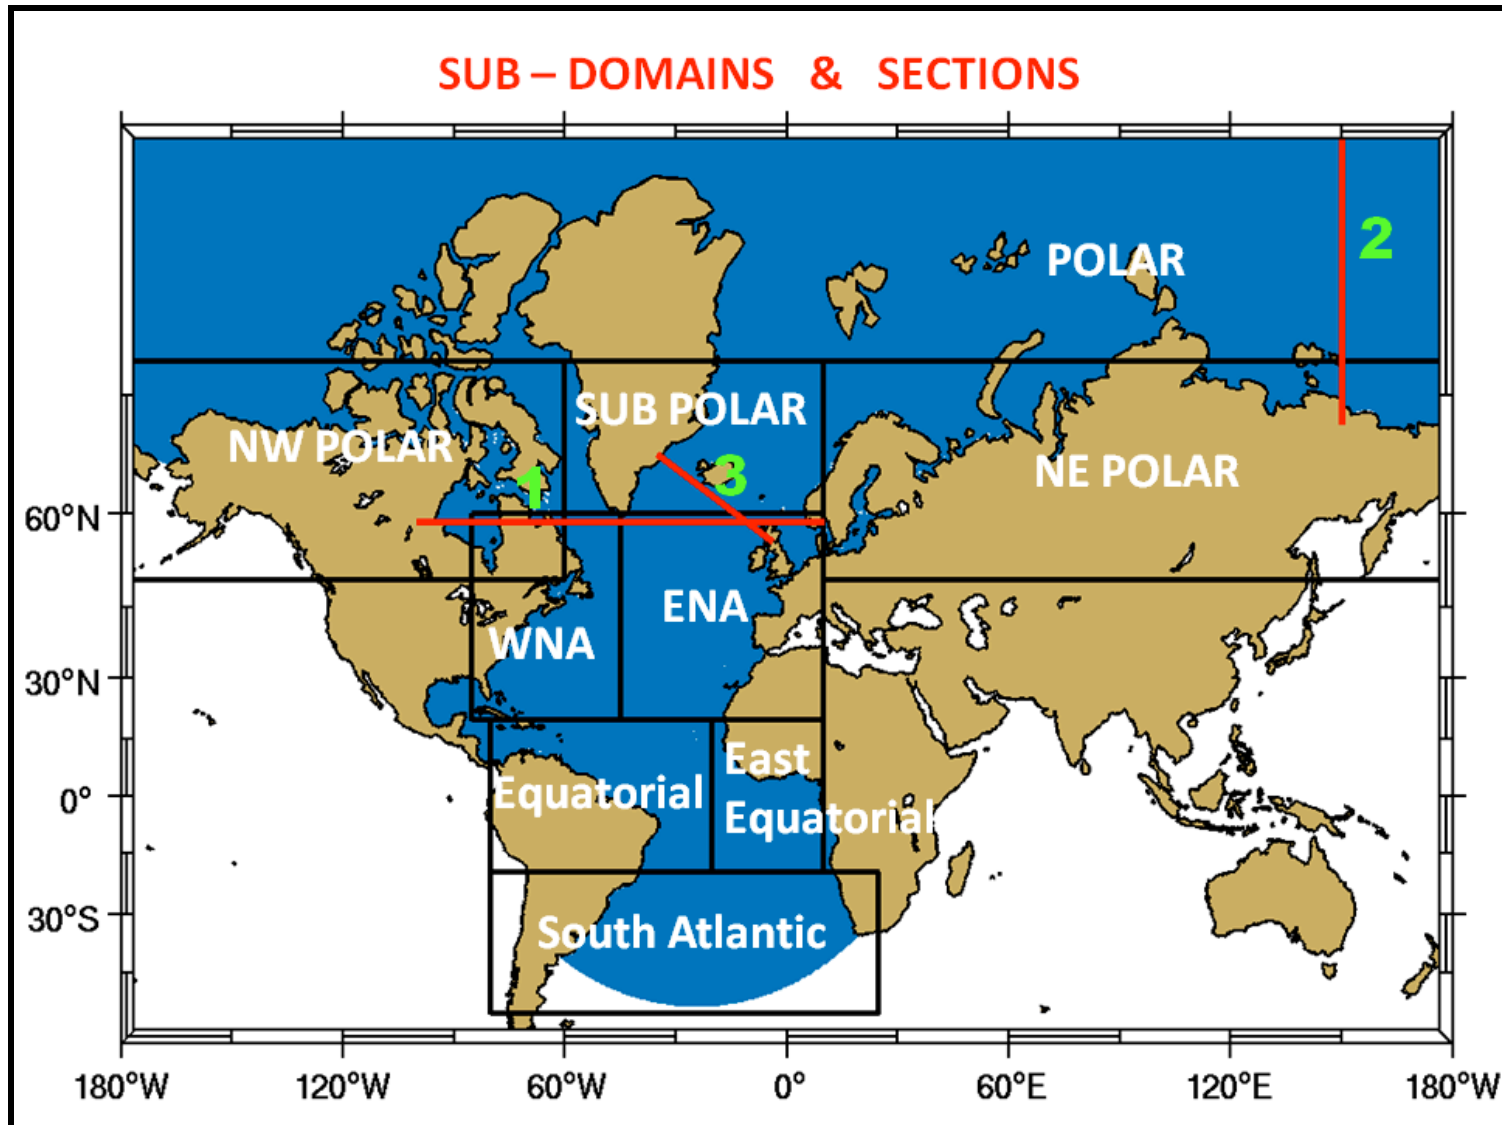 SUB – DOMAINS & SECTIONS
2
POLAR
SUB POLAR
NW POLAR
3
NE POLAR
1
60°N
ENA
WNA
30°N
East
Equatorial
0°
Equatorial
30°S
South Atlantic
180°W
120°W
60°W
0°
60°E
120°E
180°W